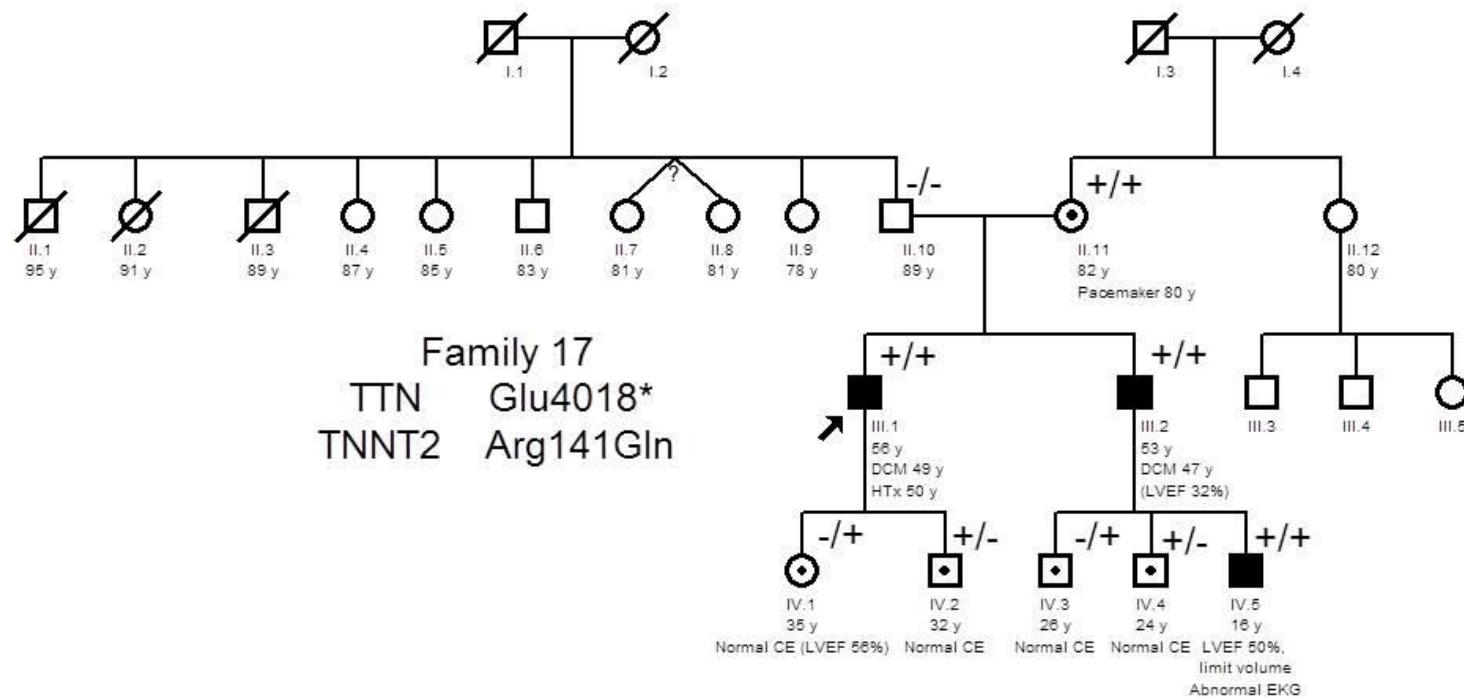 I.1
I.2
I.3
I.4
?
-/-
+/+
II.1
95 y
II.2
91 y
II.3
89 y
II.4
87 y
II.5
85 y
II.6
83 y
II.7
81 y
II.8
81 y
II.9
78 y
II.10
89 y
II.11
82 y
Pacemaker 80 y
II.12
80 y
Family 17
TTN Glu4018*
TNNT2 Arg141Gln
+/+
+/+
III.1
56 y
DCM 49 y
HTx 50 y
III.2
53 y
DCM 47 y
(LVEF 32%)
III.3
III.4
III.5
-/+
+/-
-/+
+/-
+/+
IV.1
35 y
Normal CE (LVEF 56%)
IV.2
32 y
Normal CE
IV.3
26 y
Normal CE
IV.4
24 y
Normal CE
IV.5
16 y
LVEF 50%,
limit volume
Abnormal EKG